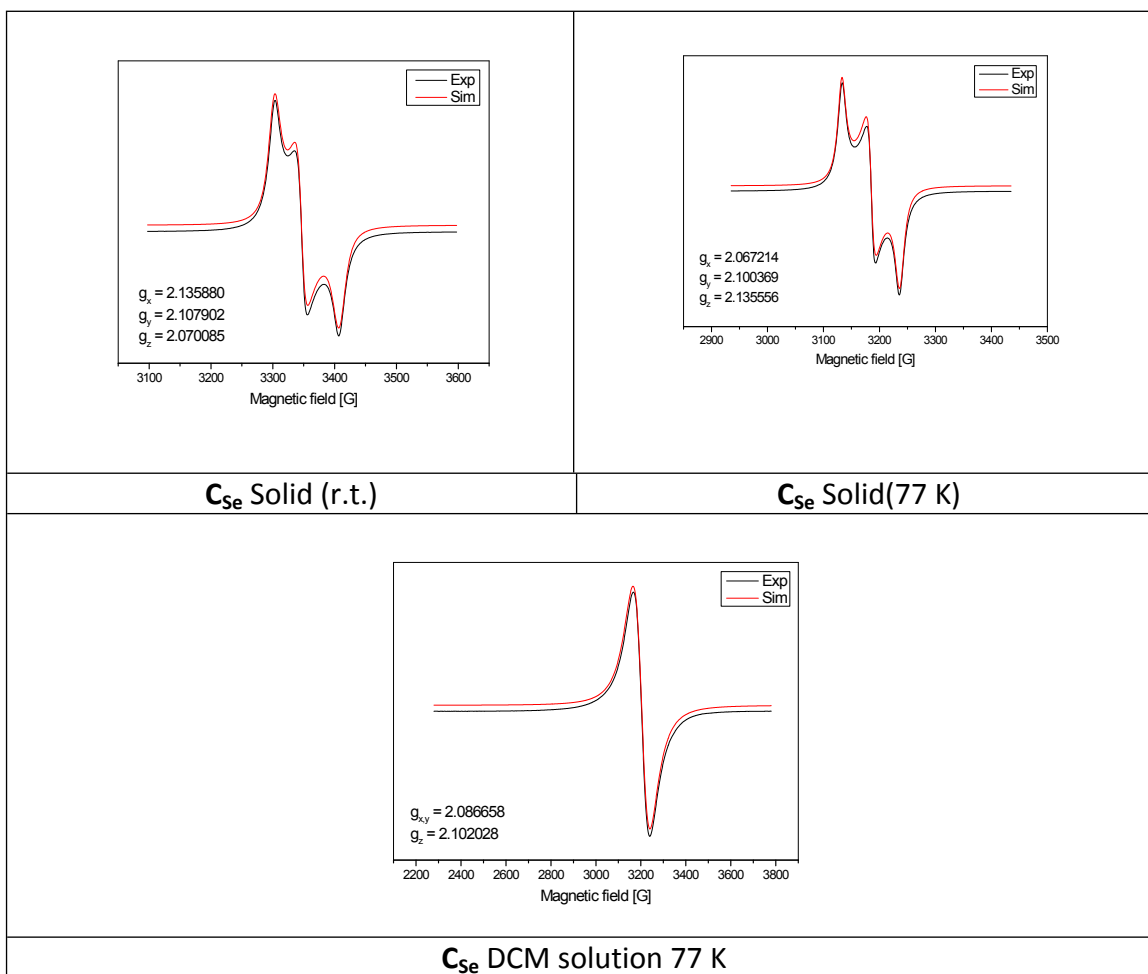 Exp
Sim
g_x = 2.135880
g_y = 2.107902
g_z = 2.070085
3100 3200 3300 3400 3500 3600
Magnetic field [G]
C_Se Solid (r.t.)
Exp
Sim
g_x = 2.067214
g_y = 2.100369
g_z = 2.135556
2900 3000 3100 3200 3300 3400 3500
Magnetic field [G]
C_Se Solid(77 K)
Exp
Sim
g_x,y = 2.086658
g_z = 2.102028
2200 2400 2600 2800 3000 3200 3400 3600 3800
Magnetic field [G]
C_Se DCM solution 77 K